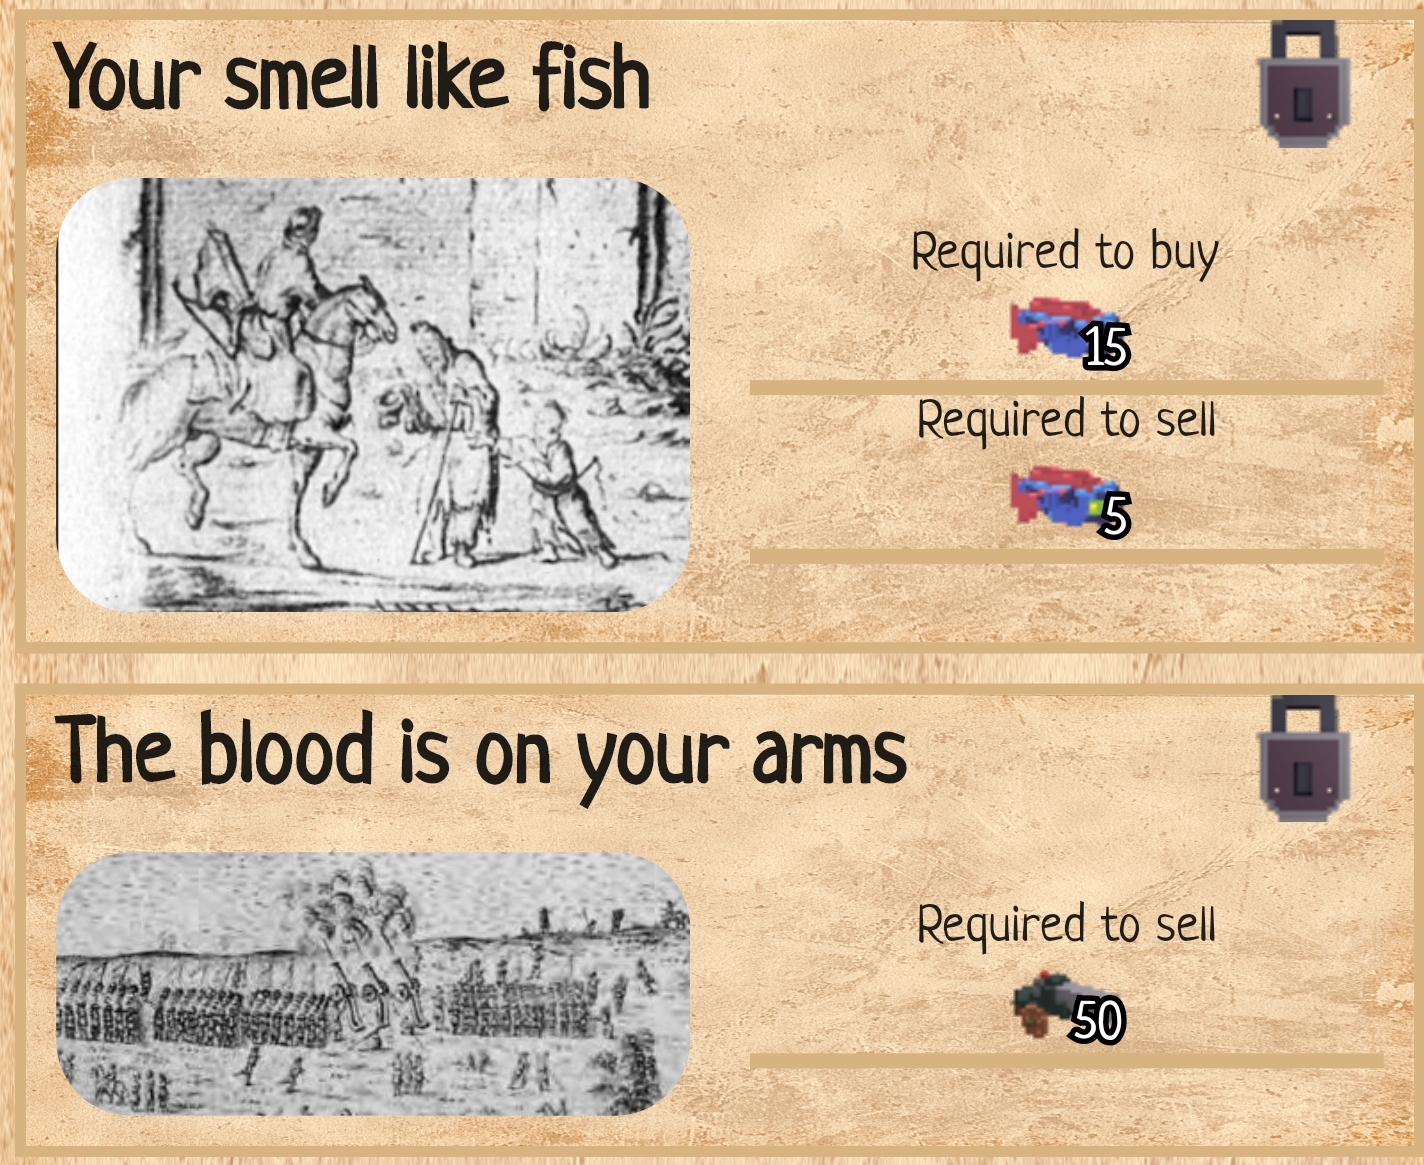 Your smell like fish
Required to buy
15
Required to sell
5
The blood is on your arms
Required to sell
50